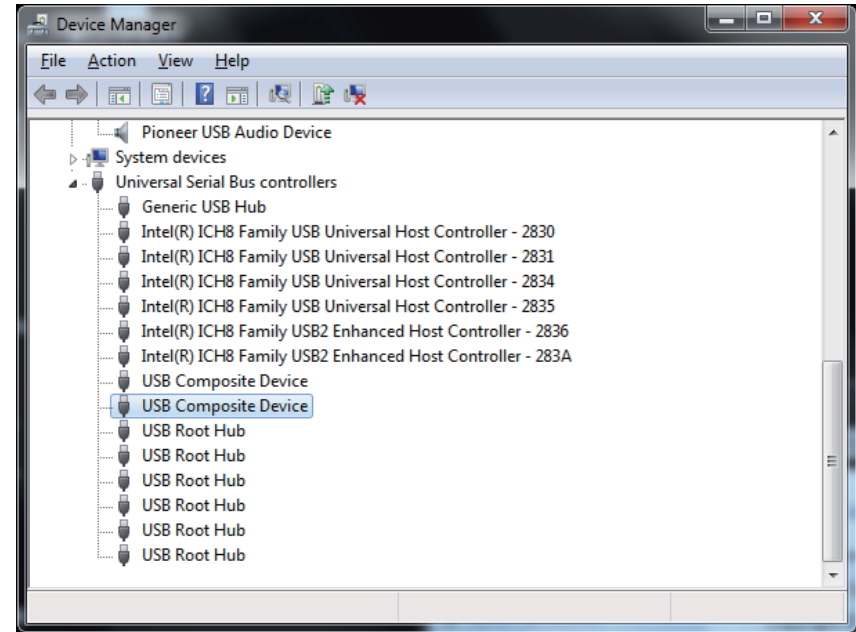 Device Manager
File Action View Help
Pioneer USB Audio Device
System devices
Universal Serial Bus controllers
Generic USB Hub
Intel(R) ICH8 Family USB Universal Host Controller - 2830
Intel(R) ICH8 Family USB Universal Host Controller - 2831
Intel(R) ICH8 Family USB Universal Host Controller - 2834
Intel(R) ICH8 Family USB Universal Host Controller - 2835
Intel(R) ICH8 Family USB2 Enhanced Host Controller - 2836
Intel(R) ICH8 Family USB2 Enhanced Host Controller - 283A
USB Composite Device
USB Composite Device
USB Root Hub
USB Root Hub
USB Root Hub
USB Root Hub
USB Root Hub
USB Root Hub